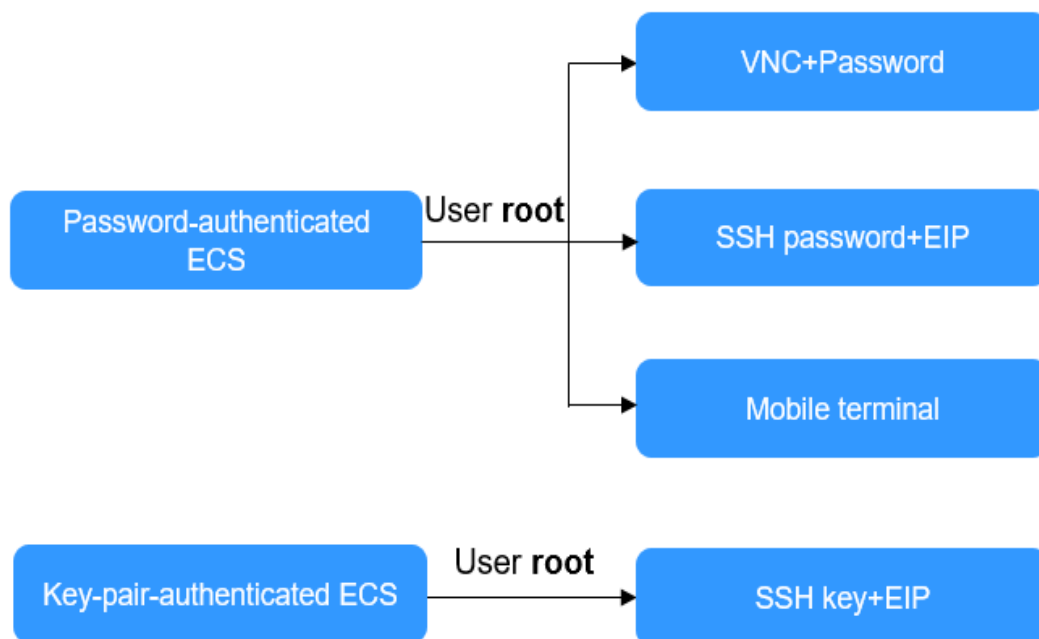 VNC+Password
Password-authenticated
ECS
User root
SSH password+EIP
Mobile terminal
Key-pair-authenticated ECS
User root
SSH key+EIP